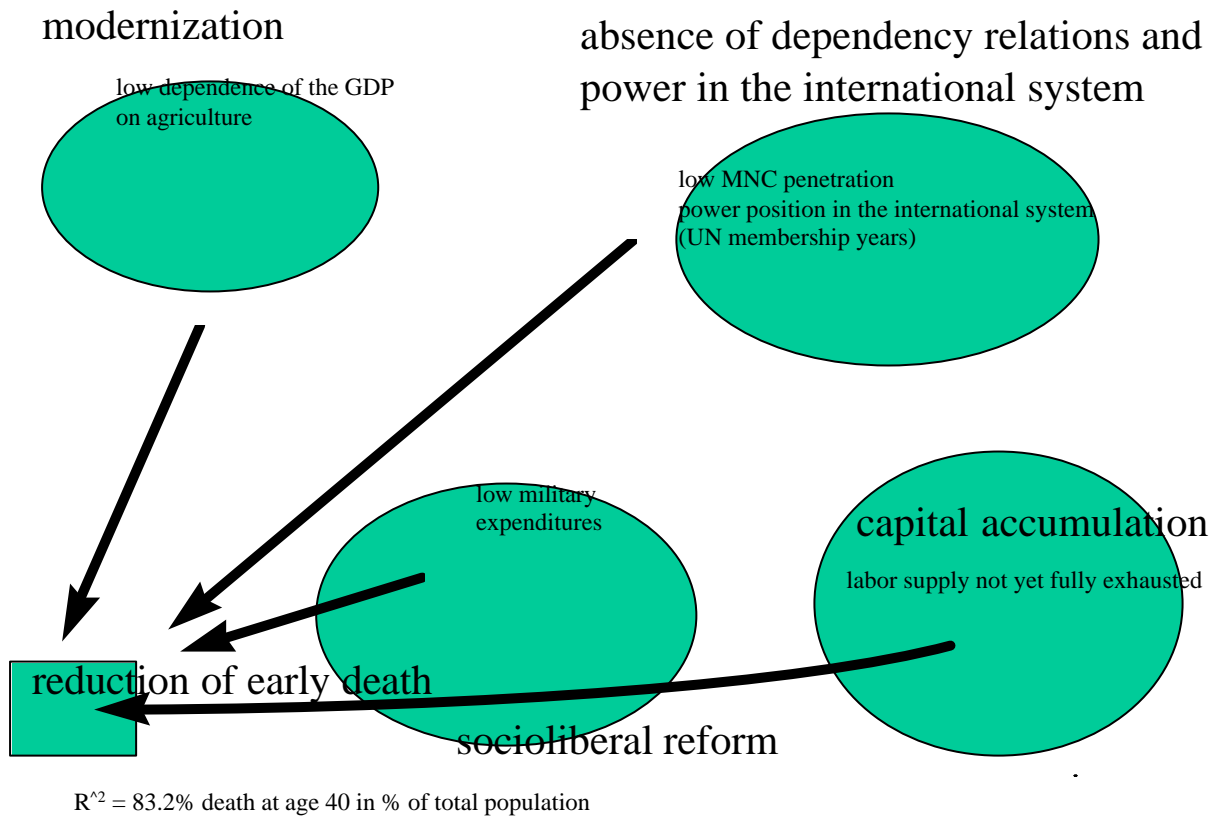 modernization
low dependence of the GDP
on agriculture
absence of dependency relations and
power in the international system
low MNC penetration
power position in the international system
(UN membership years)
low military
expenditures
capital accumulation
labor supply not yet fully exhausted
reduction of early death
socioliberal reform
R^2 = 83.2% death at age 40 in % of total population